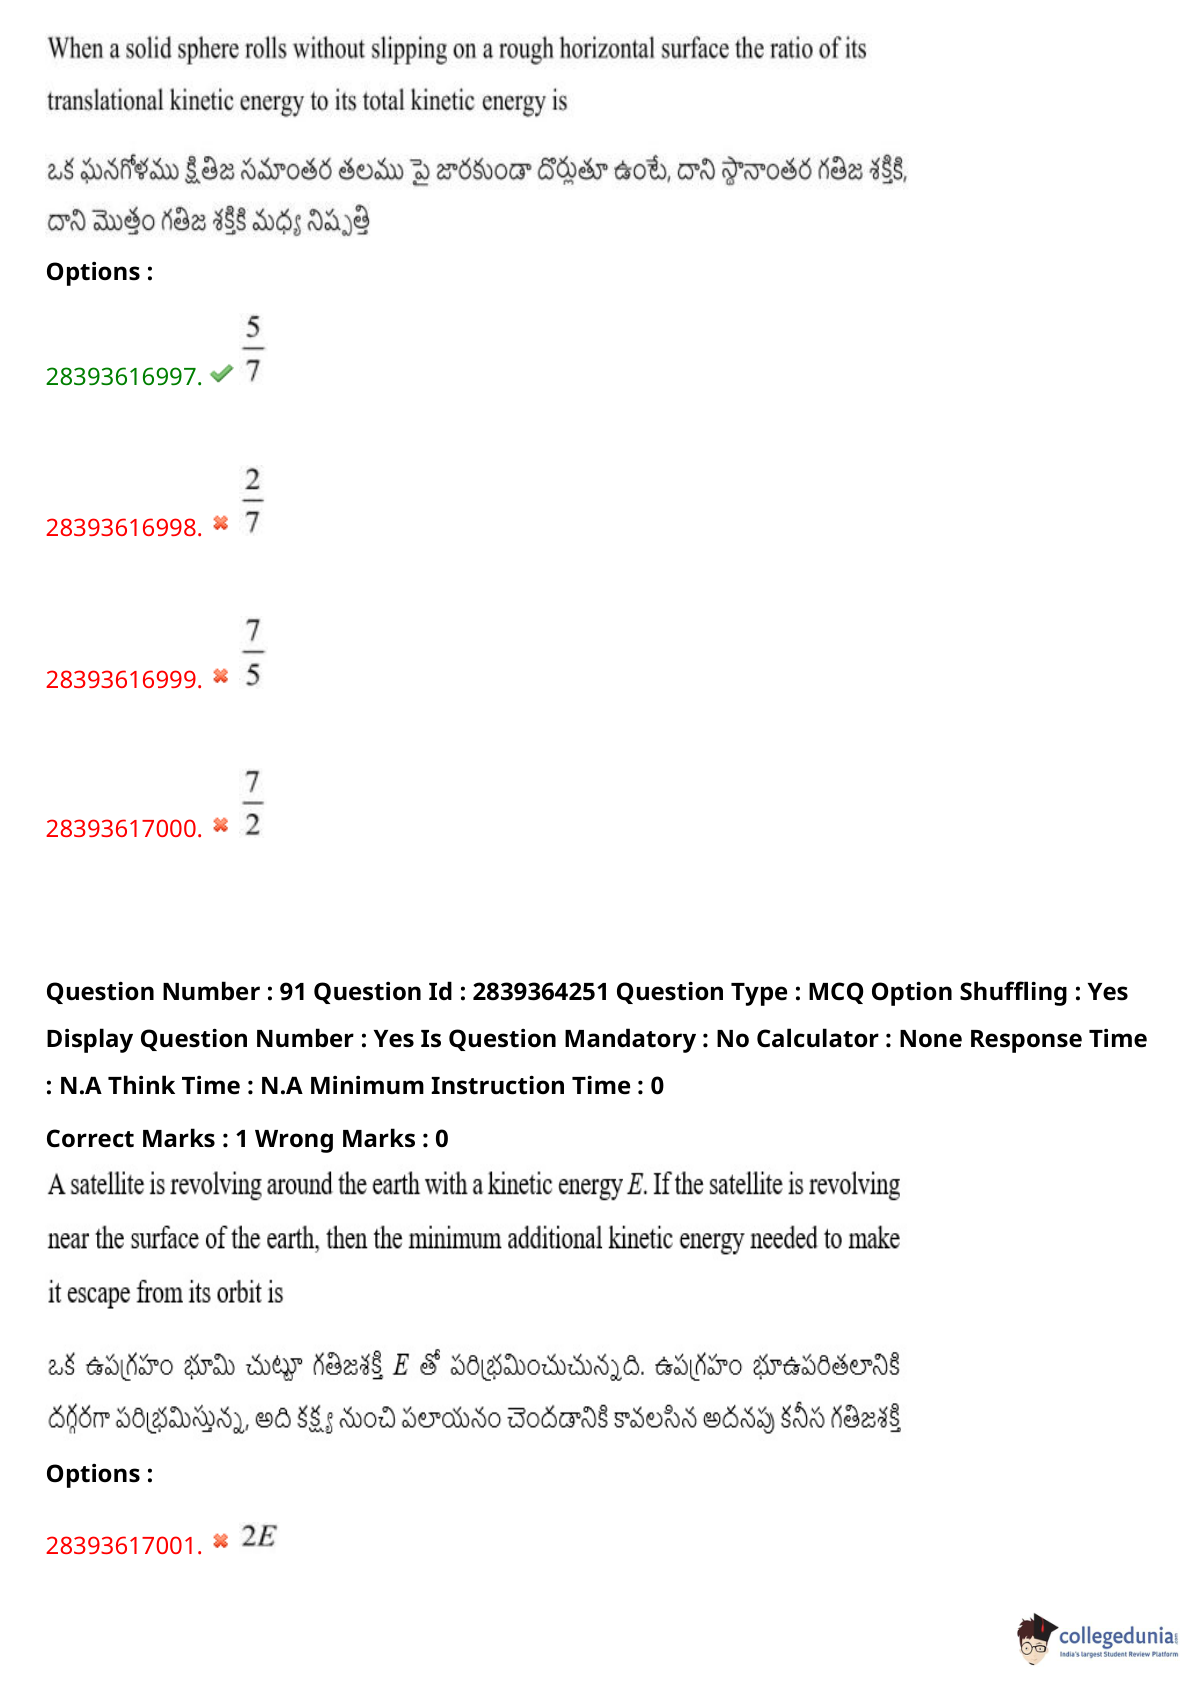 When a solid sphere rolls without slipping on a rough horizontal surface the ratio of its
translational kinetic energy to its total kinetic energy is
ఒక ఘనగోళము క్షితిజ సమాంతర తలము పై జారకుండా దొర్లుతూ ఉంటే, దాని స్థానాంతర గతిజ శక్తికి,
దాని మొత్తం గతిజ శక్తికి మధ్య నిష్పత్తి
Options :
28393616997. 5/7
28393616998. 2/7
28393616999. 7/5
28393617000. 7/2
Question Number : 91 Question Id : 2839364251 Question Type : MCQ Option Shuffling : Yes
Display Question Number : Yes Is Question Mandatory : No Calculator : None Response Time
: N.A Think Time : N.A Minimum Instruction Time : 0
Correct Marks : 1 Wrong Marks : 0
A satellite is revolving around the earth with a kinetic energy E. If the satellite is revolving
near the surface of the earth, then the minimum additional kinetic energy needed to make
it escape from its orbit is
ఒక ఉపగ్రహం భూమి చుట్టూ గతిజశక్తి E తో పరిభ్రమించుచున్నది. ఉపగ్రహం భూఉపరితలానికి
దగ్గరగా పరిభ్రమిస్తున్న, అది కక్ష్య నుంచి పలాయనం చెందడానికి కావలసిన అదనపు కనీస గతిజశక్తి
Options :
28393617001. 2E
collegedunia.com
India's largest Student Review Platform